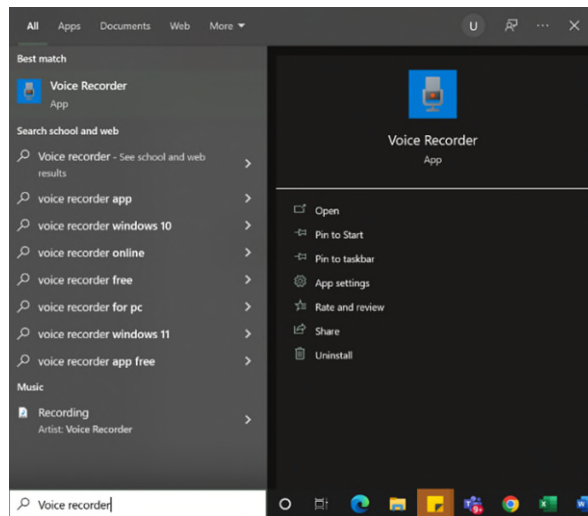 All Apps Documents Web More
U
Best match
Voice Recorder
App
Search school and web
Voice recorder - See school and web
results
voice recorder app
voice recorder windows 10
voice recorder online
voice recorder free
voice recorder for pc
voice recorder windows 11
voice recorder app free
Music
Recording
Artist: Voice Recorder
Voice Recorder
App
Open
Pin to Start
Pin to taskbar
App settings
Rate and review
Share
Uninstall
Voice recorder
9+